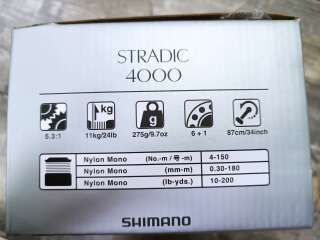 STRADIC
4000
kg
g
5.3:1 11kg/24lb 275g/9.7oz 6 + 1 87cm/34inch
Nylon Mono (No.-m / 号-m) 4-150
Nylon Mono (mm-m) 0.30-180
Nylon Mono (lb-yds.) 10-200
SHIMANO